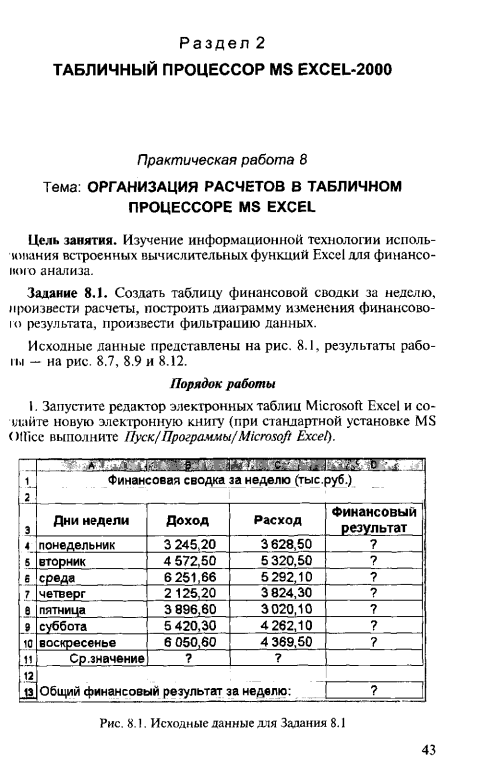 Раздел 2
ТАБЛИЧНЫЙ ПРОЦЕССОР MS EXCEL-2000
Практическая работа 8
Тема: ОРГАНИЗАЦИЯ РАСЧЕТОВ В ТАБЛИЧНОМ
ПРОЦЕССОРЕ MS EXCEL
Цель занятия. Изучение информационной технологии исполь-
зования встроенных вычислительных функций Excel для финансо-
вого анализа.
Задание 8.1. Создать таблицу финансовой сводки за неделю,
произвести расчеты, построить диаграмму изменения финансово-
го результата, произвести фильтрацию данных.
Исходные данные представлены на рис. 8.1, результаты рабо-
ты — на рис. 8.7, 8.9 и 8.12.
Порядок работы
1. Запустите редактор электронных таблиц Microsoft Excel и со-
здайте новую электронную книгу (при стандартной установке MS
Office выполните Пуск/Программы/Microsoft Excel).
A B C D
1 Финансовая сводка за неделю (тыс.руб.)
2
3 Дни недели Доход Расход Финансовый результат
4 понедельник 3 245,20 3 628,50 ?
5 вторник 4 572,50 5 320,50 ?
6 среда 6 251,66 5 292,10 ?
7 четверг 2 125,20 3 824,30 ?
8 пятница 3 896,60 3 020,10 ?
9 суббота 5 420,30 4 262,10 ?
10 воскресенье 6 050,60 4 369,50 ?
11 Ср.значение ? ?
12
13 Общий финансовый результат за неделю: ?
Рис. 8.1. Исходные данные для Задания 8.1
43